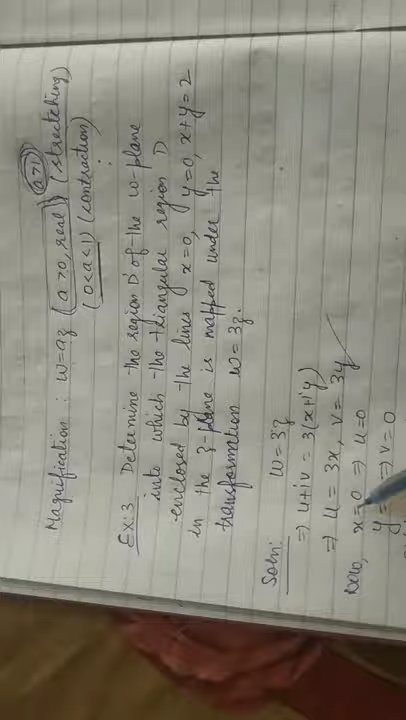 Magnification : w=az (a>0, real) (a>1) (stretching)
(0<a<1) (contraction)
Ex:3 Determine the region D' of the w-plane
into which the triangular region D
enclosed by the lines x=0, y=0, x+y=2
in the z-plane is mapped under the
transformation w=3z.
Soln: w=3z
⇒ u+iv = 3(x+iy)
⇒ u = 3x, v = 3y
Now, x=0 ⇒ u=0
y= ⇒ v=0